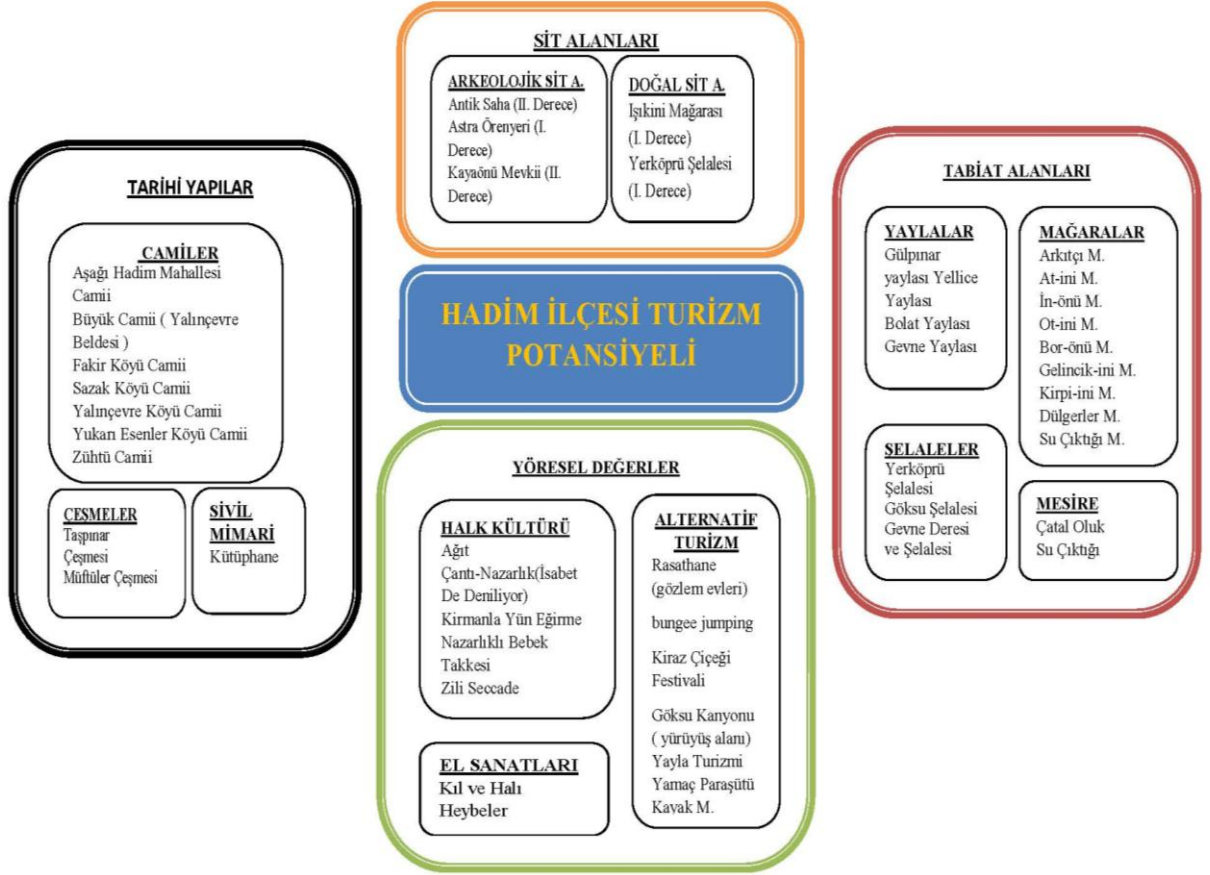 SİT ALANLARI
ARKEOLOJİK SİT A.
Antik Saha (II. Derece)
Astra Örenyeri (I.
Derece)
Kayaönü Mevkii (II.
Derece)
DOĞAL SİT A.
Işıkini Mağarası
(I. Derece)
Yerköprü Şelalesi
(I. Derece)
TARİHİ YAPILAR
CAMİLER
Aşağı Hadim Mahallesi
Camii
Büyük Camii ( Yalınçevre
Beldesi )
Fakir Köyü Camii
Sazak Köyü Camii
Yalınçevre Köyü Camii
Yukarı Esenler Köyü Camii
Zühtü Camii
ÇEŞMELER
Taşpınar
Çeşmesi
Müftüler Çeşmesi
SİVİL
MİMARİ
Kütüphane
HADİM İLÇESİ TURİZM
POTANSİYELİ
TABİAT ALANLARI
YAYLALAR
Gülpınar
yaylası Yellice
Yaylası
Bolat Yaylası
Gevne Yaylası
MAĞARALAR
Arkıtçı M.
At-ini M.
İn-önü M.
Ot-ini M.
Bor-önü M.
Gelincik-ini M.
Kirpi-ini M.
Dülgerler M.
Su Çıktığı M.
ŞELALELER
Yerköprü
Şelalesi
Göksu Şelalesi
Gevne Deresi
ve Şelalesi
MESİRE
Çatal Oluk
Su Çıktığı
YÖRESEL DEĞERLER
HALK KÜLTÜRÜ
Ağıt
Çantı-Nazarlık(İsabet
De Deniliyor)
Kirmanla Yün Eğirme
Nazarlıklı Bebek
Takkesi
Zili Seccade
ALTERNATİF
TURİZM
Rasathane
(gözlem evleri)
bungee jumping
Kiraz Çiçeği
Festivali
Göksu Kanyonu
( yürüyüş alanı)
Yayla Turizmi
Yamaç Paraşütü
Kayak M.
EL SANATLARI
Kıl ve Halı
Heybeler